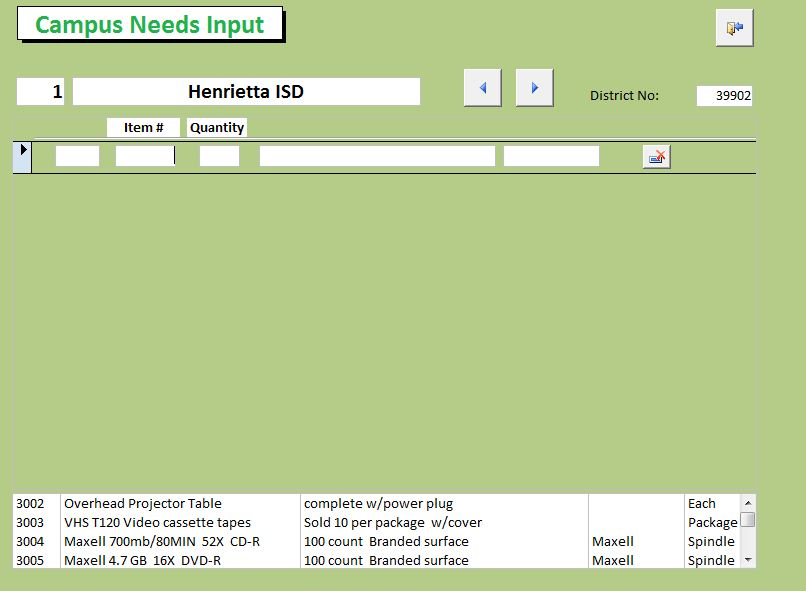 Campus Needs Input
1 Henrietta ISD District No: 39902
Item # Quantity
3002 Overhead Projector Table complete w/power plug Each
3003 VHS T120 Video cassette tapes Sold 10 per package w/cover Package
3004 Maxell 700mb/80MIN 52X CD-R 100 count Branded surface Maxell Spindle
3005 Maxell 4.7 GB 16X DVD-R 100 count Branded surface Maxell Spindle